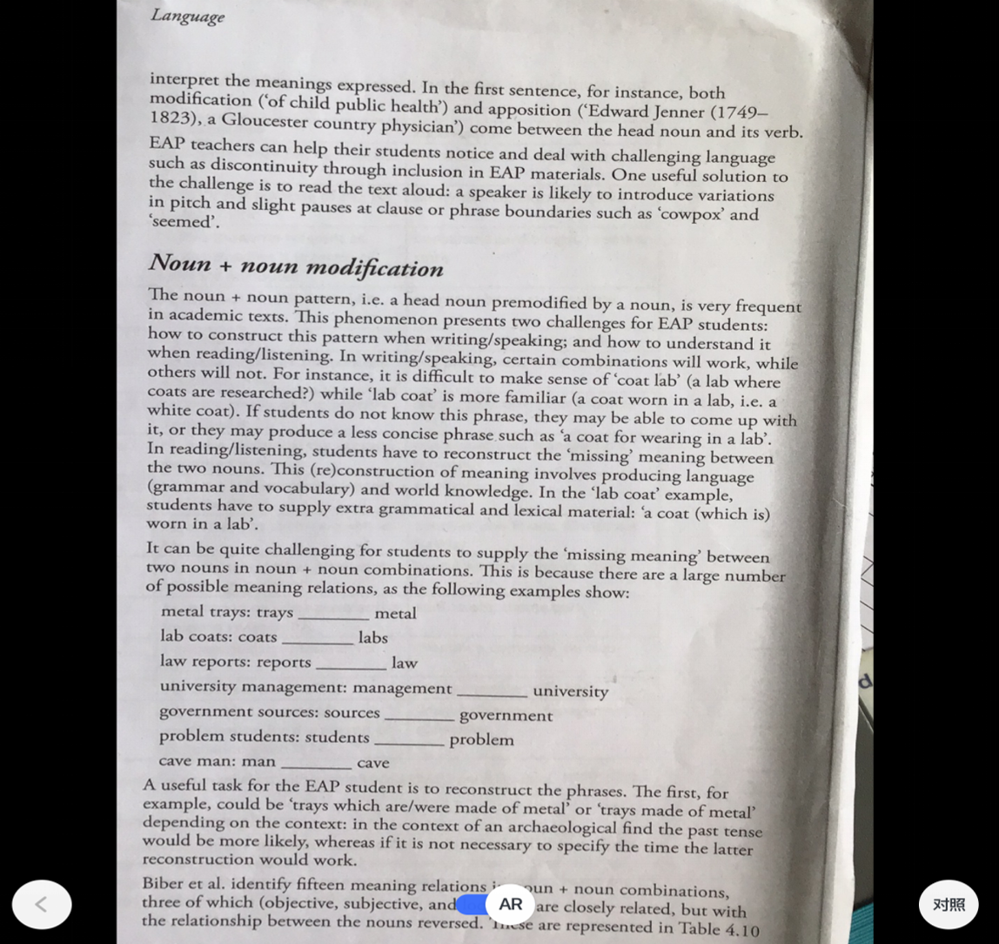 Language
interpret the meanings expressed. In the first sentence, for instance, both
modification (‘of child public health’) and apposition (‘Edward Jenner (1749–
1823), a Gloucester country physician’) come between the head noun and its verb.
EAP teachers can help their students notice and deal with challenging language
such as discontinuity through inclusion in EAP materials. One useful solution to
the challenge is to read the text aloud: a speaker is likely to introduce variations
in pitch and slight pauses at clause or phrase boundaries such as ‘cowpox’ and
‘seemed’.
Noun + noun modification
The noun + noun pattern, i.e. a head noun premodified by a noun, is very frequent
in academic texts. This phenomenon presents two challenges for EAP students:
how to construct this pattern when writing/speaking; and how to understand it
when reading/listening. In writing/speaking, certain combinations will work, while
others will not. For instance, it is difficult to make sense of ‘coat lab’ (a lab where
coats are researched?) while ‘lab coat’ is more familiar (a coat worn in a lab, i.e. a
white coat). If students do not know this phrase, they may be able to come up with
it, or they may produce a less concise phrase such as ‘a coat for wearing in a lab’.
In reading/listening, students have to reconstruct the ‘missing’ meaning between
the two nouns. This (re)construction of meaning involves producing language
(grammar and vocabulary) and world knowledge. In the ‘lab coat’ example,
students have to supply extra grammatical and lexical material: ‘a coat (which is)
worn in a lab’.
It can be quite challenging for students to supply the ‘missing meaning’ between
two nouns in noun + noun combinations. This is because there are a large number
of possible meaning relations, as the following examples show:
metal trays: trays ________ metal
lab coats: coats ________ labs
law reports: reports ________ law
university management: management ________ university
government sources: sources ________ government
problem students: students ________ problem
cave man: man ________ cave
A useful task for the EAP student is to reconstruct the phrases. The first, for
example, could be ‘trays which are/were made of metal’ or ‘trays made of metal’
depending on the context: in the context of an archaeological find the past tense
would be more likely, whereas if it is not necessary to specify the time the latter
reconstruction would work.
Biber et al. identify fifteen meaning relations noun + noun combinations,
three of which (objective, subjective, and are closely related, but with
the relationship between the nouns reversed. These are represented in Table 4.10
AR
对照
d